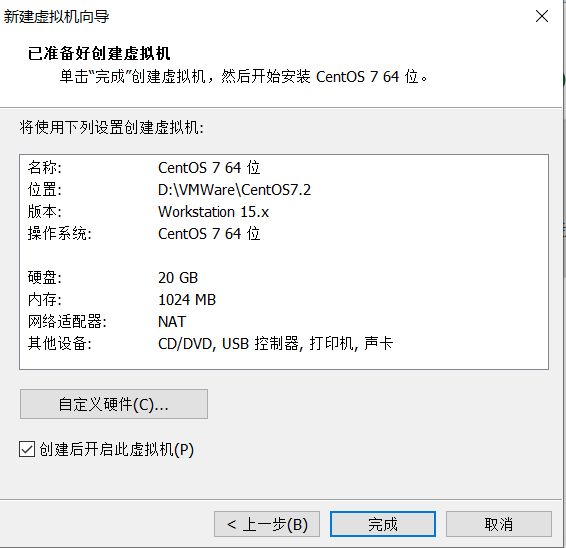 新建虚拟机向导
已准备好创建虚拟机
单击“完成”创建虚拟机，然后开始安装 CentOS 7 64 位。
将使用下列设置创建虚拟机:
名称: CentOS 7 64 位
位置: D:\VMWare\CentOS7.2
版本: Workstation 15.x
操作系统: CentOS 7 64 位
硬盘: 20 GB
内存: 1024 MB
网络适配器: NAT
其他设备: CD/DVD, USB 控制器, 打印机, 声卡
自定义硬件(C)...
创建后开启此虚拟机(P)
< 上一步(B) 完成 取消